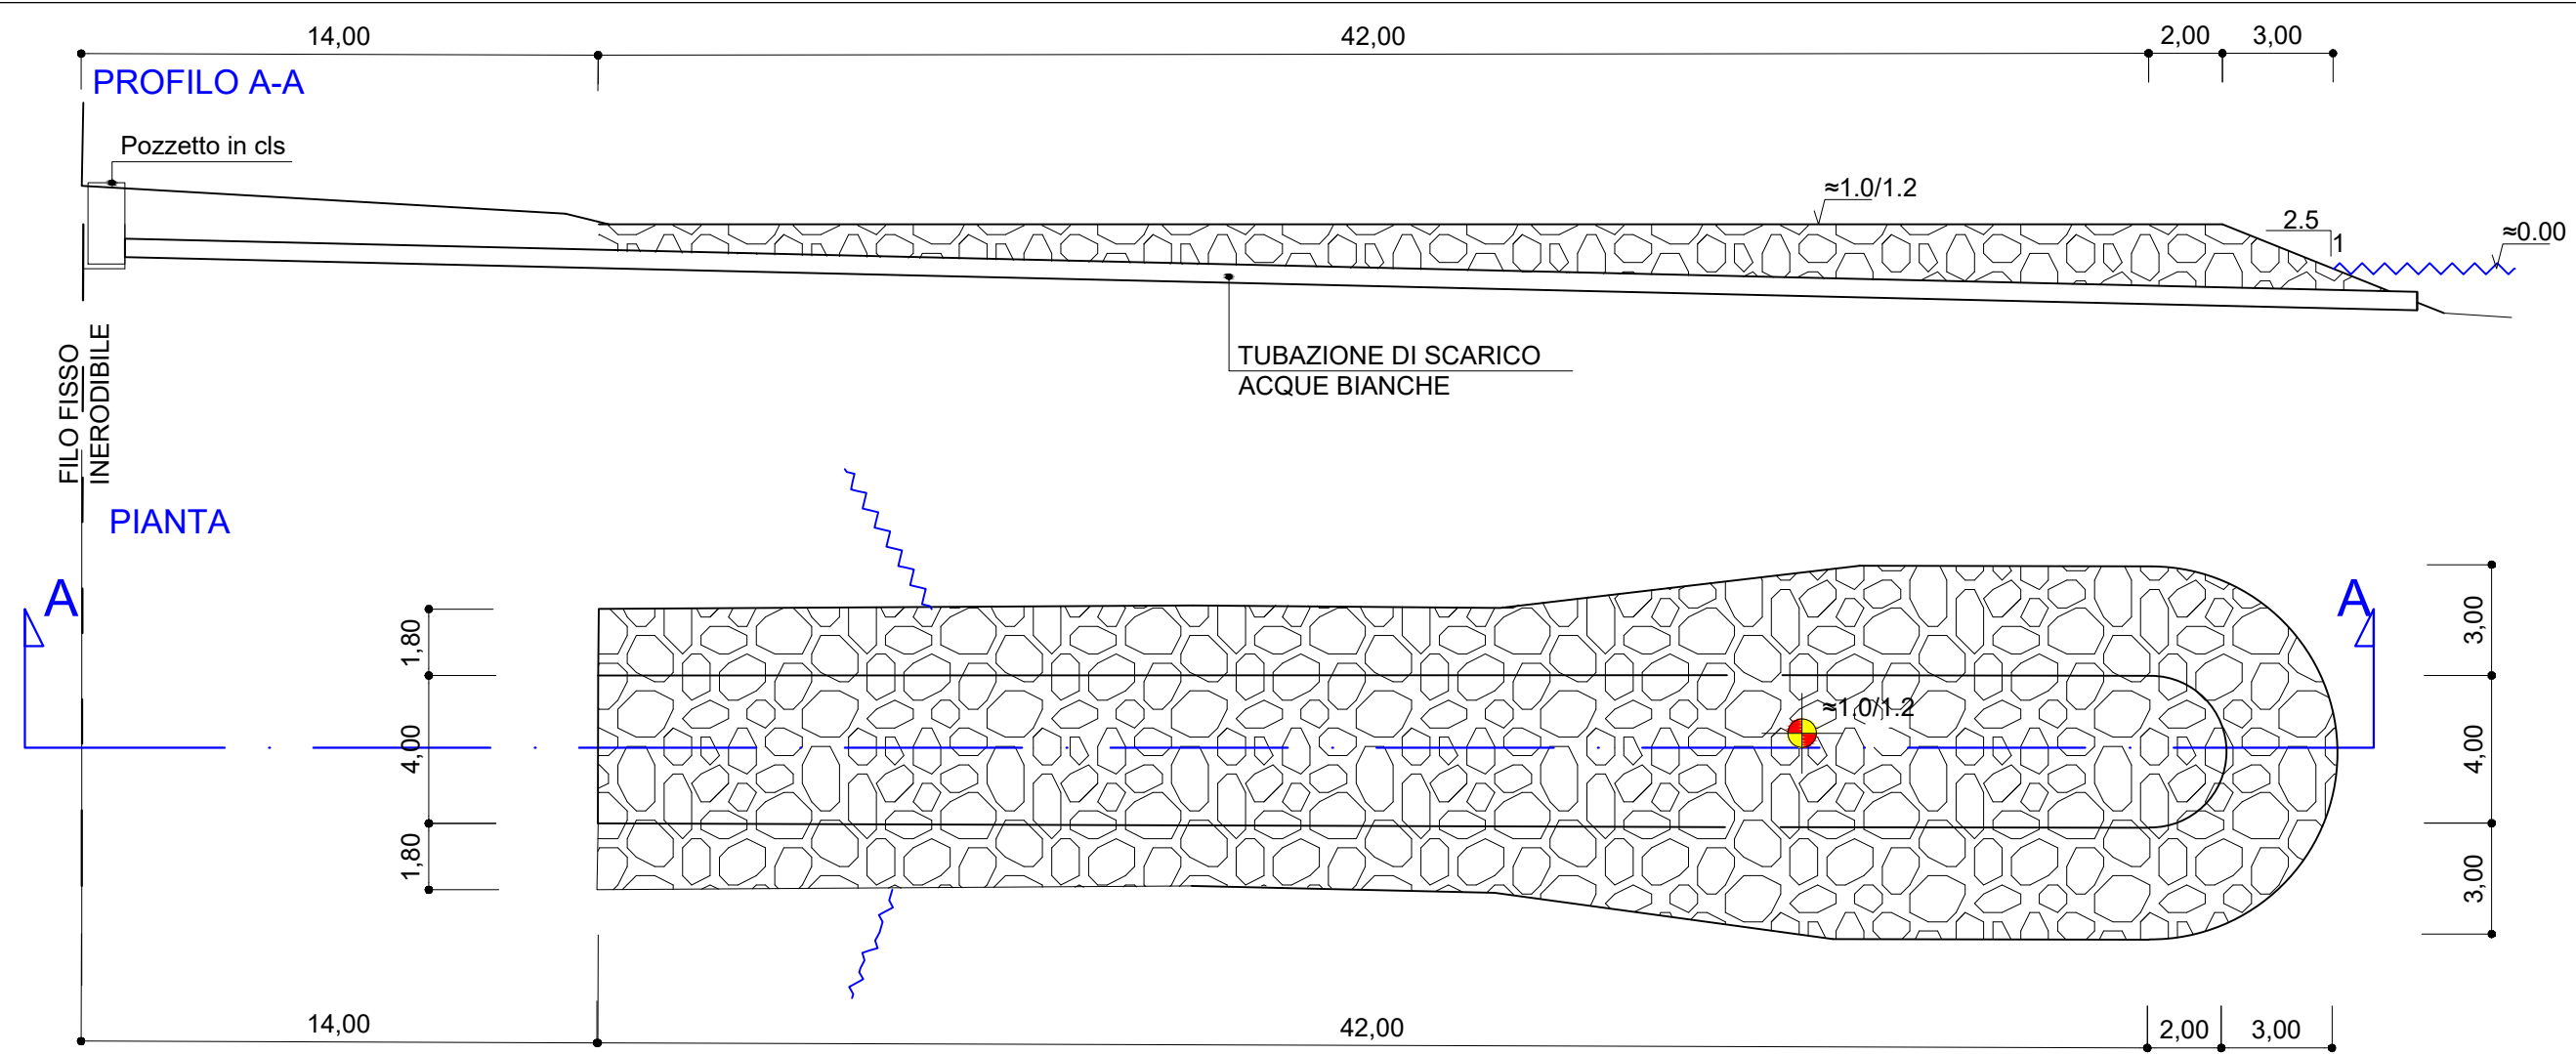 14,00
42,00
2,00
3,00
PROFILO A-A
Pozzetto in cls
≈1.0/1.2
2.5
1
≈0.00
TUBAZIONE DI SCARICO
ACQUE BIANCHE
FILO FISSO
INERODIBILE
PIANTA
A
A
1,80
4,00
1,80
≈1.0/1.2
3,00
4,00
3,00
14,00
42,00
2,00
3,00